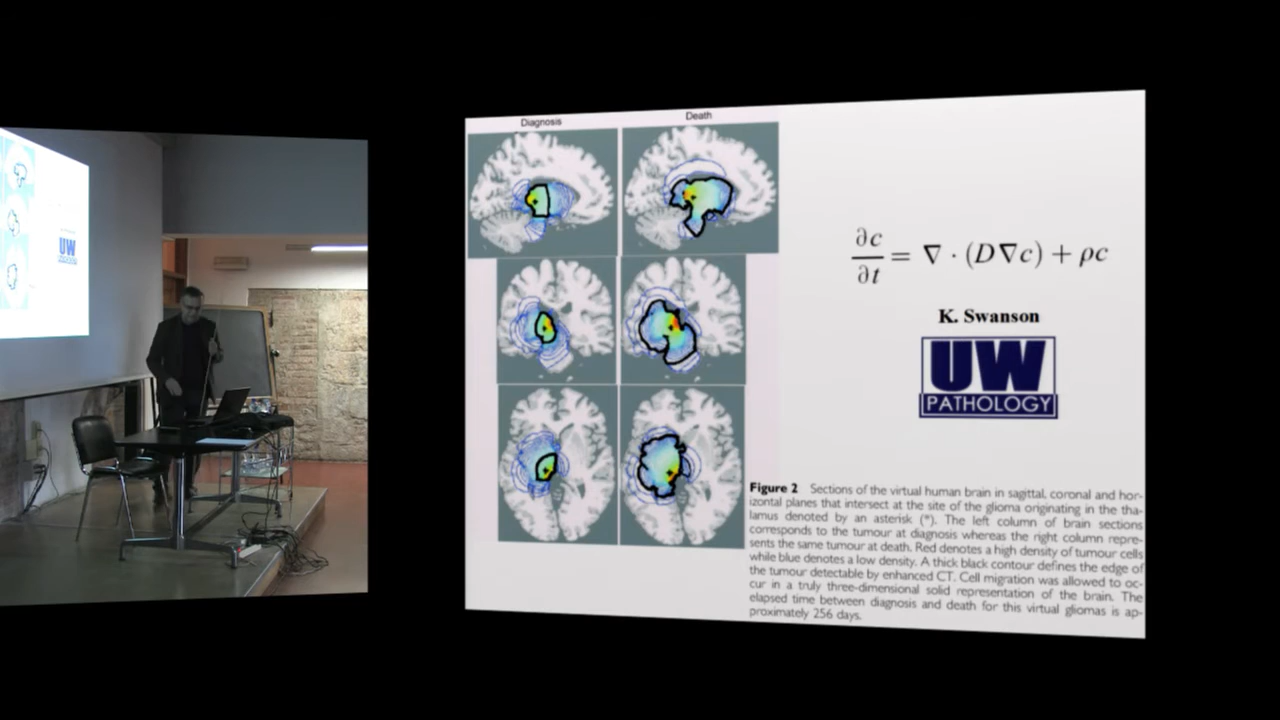 Diagnosis
Death
∂c/∂t = ∇ · (D∇c) + ρc
K. Swanson
UW
PATHOLOGY
Figure 2 Sections of the virtual human brain in sagittal, coronal and hor-
izontal planes that intersect at the site of the glioma originating in the tha-
lamus denoted by an asterisk (*). The left column of brain sections
corresponds to the tumour at diagnosis whereas the right column repre-
sents the same tumour at death. Red denotes a high density of tumour cells
while blue denotes a low density. A thick black contour defines the edge of
the tumour detectable by enhanced CT. Cell migration was allowed to oc-
cur in a truly three-dimensional solid representation of the brain. The
elapsed time between diagnosis and death for this virtual gliomas is ap-
proximately 256 days.
UW